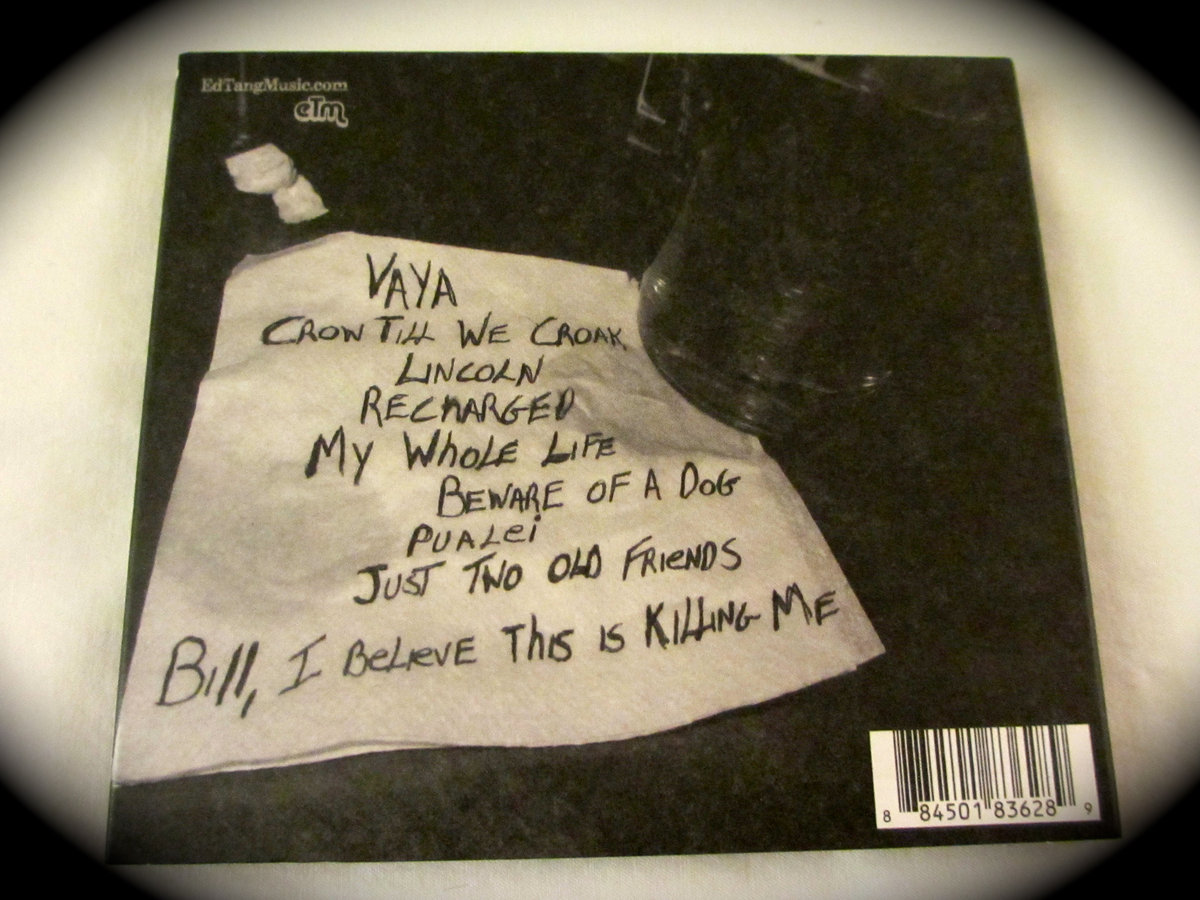 EdTangMusic.com
eTm
VAYA
CROW TILL WE CROAK
LINCOLN
RECHARGED
MY WHOLE LIFE
BEWARE OF A DOG
PUALEi
JUST TWO OLD FRIENDS
Bill, I BELIEVE THIS IS KILLING ME
8 84501 83628 9